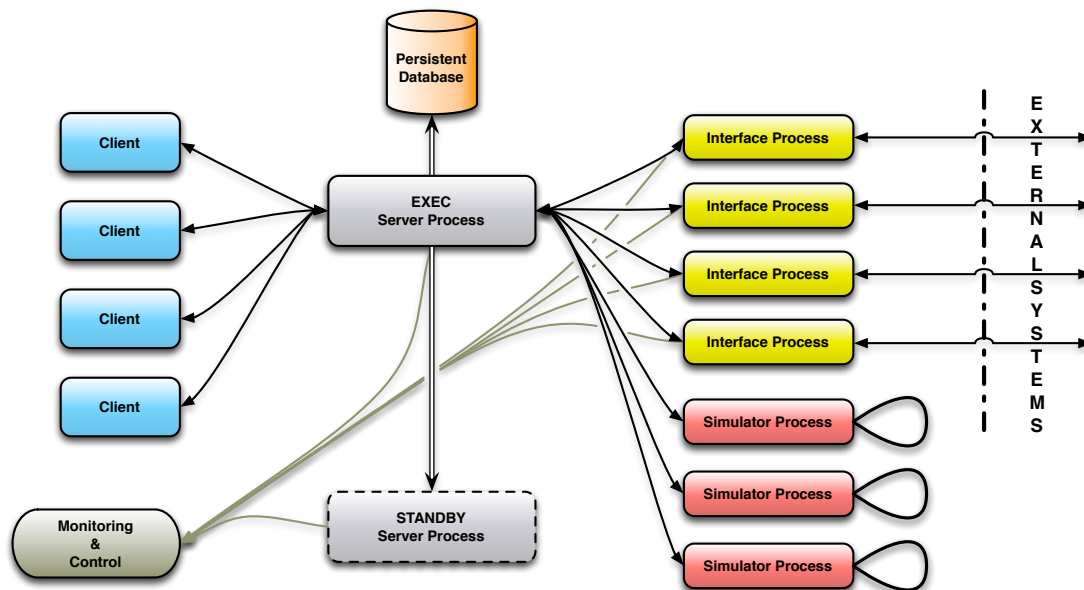 Persistent
Database
Client
Client
Client
Client
EXEC
Server Process
STANDBY
Server Process
Monitoring
&
Control
Interface Process
Interface Process
Interface Process
Interface Process
Simulator Process
Simulator Process
Simulator Process
E
X
T
E
R
N
A
L
S
Y
S
T
E
M
S